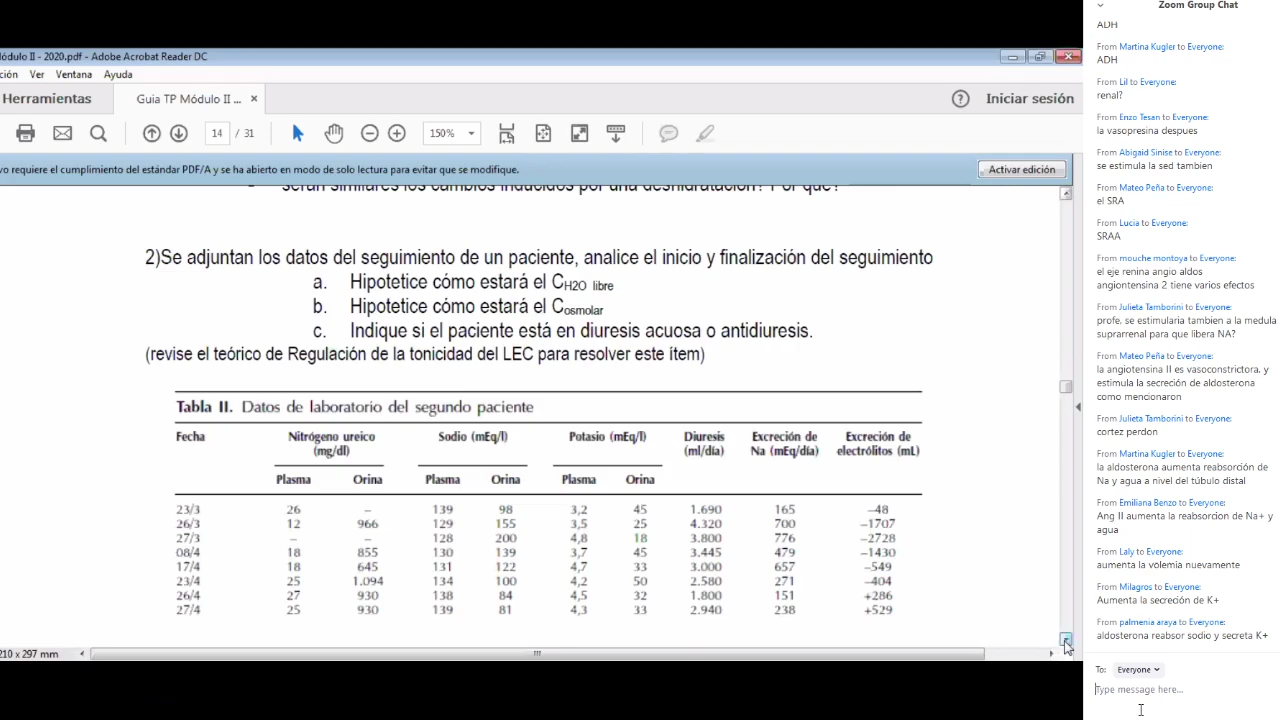 ódulo II - 2020.pdf - Adobe Acrobat Reader DC
ción Ver Ventana Ayuda
Herramientas Guia TP Módulo II ... × Iniciar sesión
14 / 31 150%
vo requiere el cumplimiento del estándar PDF/A y se ha abierto en modo de solo lectura para evitar que se modifique. Activar edición
serán similares los cambios inducidos por una deshidratación? Por qué?
2)Se adjuntan los datos del seguimiento de un paciente, analice el inicio y finalización del seguimiento
a. Hipotetice cómo estará el CH2O libre
b. Hipotetice cómo estará el Cosmolar
c. Indique si el paciente está en diuresis acuosa o antidiuresis.
(revise el teórico de Regulación de la tonicidad del LEC para resolver este ítem)
Tabla II. Datos de laboratorio del segundo paciente
Fecha Nitrógeno ureico Sodio (mEq/l) Potasio (mEq/l) Diuresis Excreción de Excreción de
(mg/dl) (ml/día) Na (mEq/día) electrólitos (mL)
Plasma Orina Plasma Orina Plasma Orina
23/3 26 – 139 98 3,2 45 1.690 165 –48
26/3 12 966 129 155 3,5 25 4.320 700 –1707
27/3 – – 128 200 4,8 18 3.800 776 –2728
08/4 18 855 130 139 3,7 45 3.445 479 –1430
17/4 18 645 131 122 4,7 33 3.000 657 –549
23/4 25 1.094 134 100 4,2 50 2.580 271 –404
26/4 27 930 138 84 4,5 32 1.800 151 +286
27/4 25 930 139 81 4,3 33 2.940 238 +529
210 x 297 mm
Zoom Group Chat
ADH
From Martina Kugler to Everyone:
ADH
From Lil to Everyone:
renal?
From Enzo Tesan to Everyone:
la vasopresina despues
From Abigaid Sinise to Everyone:
se estimula la sed tambien
From Mateo Peña to Everyone:
el SRA
From Lucia to Everyone:
SRAA
From mouche montoya to Everyone:
el eje renina angio aldos
angiontensina 2 tiene varios efectos
From Julieta Tamborini to Everyone:
profe, se estimularia tambien a la medula
suprarrenal para que libera NA?
From Mateo Peña to Everyone:
la angiotensina II es vasoconstrictora, y
estimula la secreción de aldosterona
como mencionaron
From Julieta Tamborini to Everyone:
cortez perdon
From Martina Kugler to Everyone:
la aldosterona aumenta reabsorción de
Na y agua a nivel del túbulo distal
From Emiliana Benzo to Everyone:
Ang II aumenta la reabsorcion de Na+ y
agua
From Laly to Everyone:
aumenta la volemia nuevamente
From Milagros to Everyone:
Aumenta la secreción de K+
From palmenia araya to Everyone:
aldosterona reabsor sodio y secreta K+
To: Everyone
Type message here...